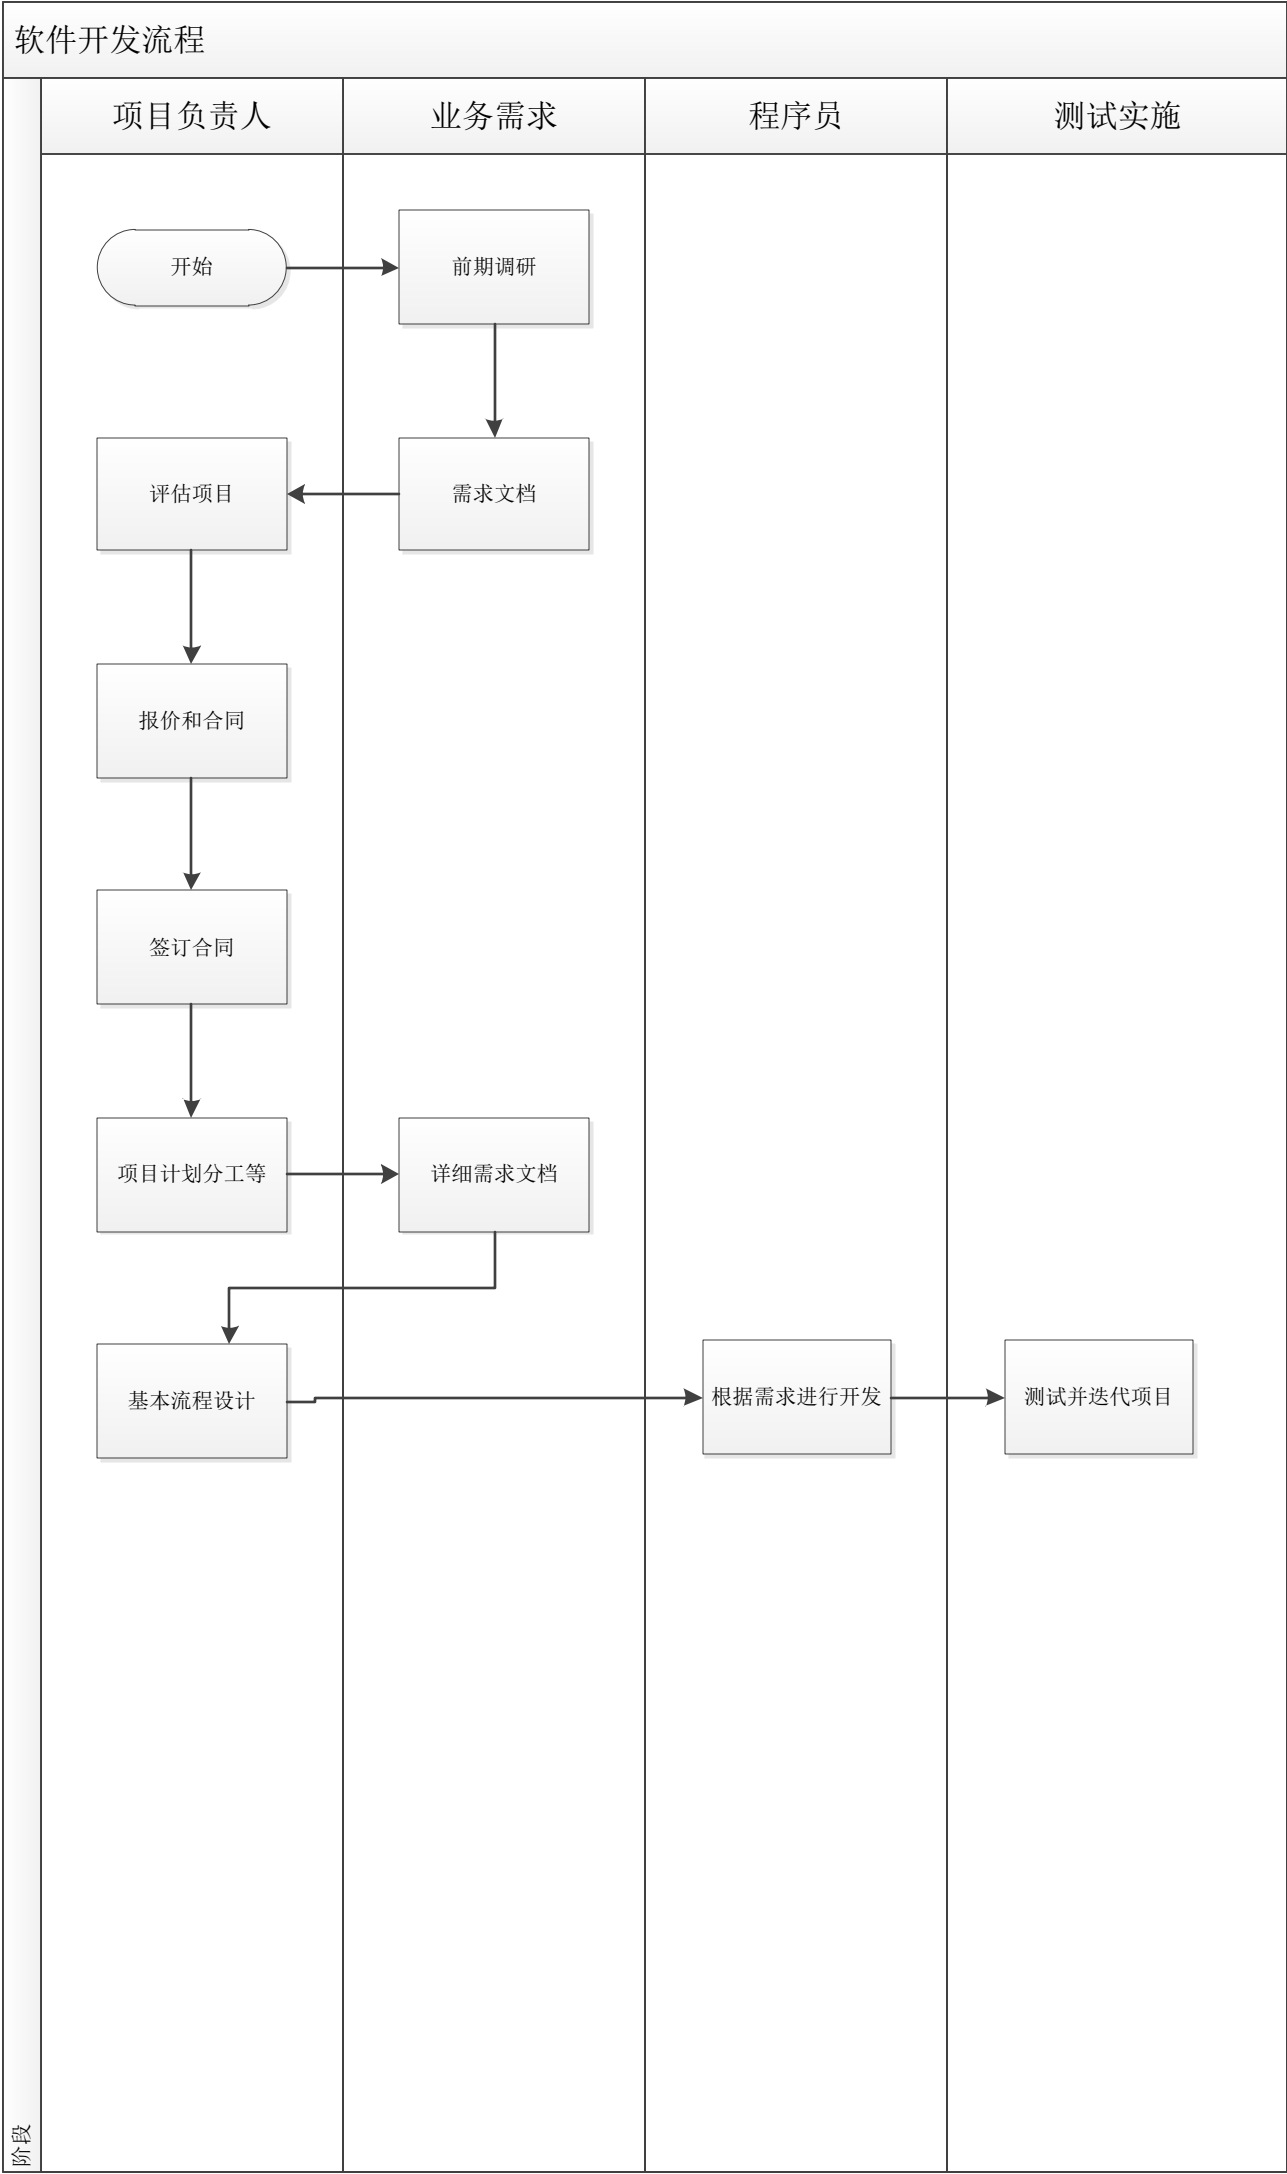 软件开发流程
项目负责人
业务需求
程序员
测试实施
开始
前期调研
评估项目
需求文档
报价和合同
签订合同
项目计划分工等
详细需求文档
基本流程设计
根据需求进行开发
测试并迭代项目
阶段